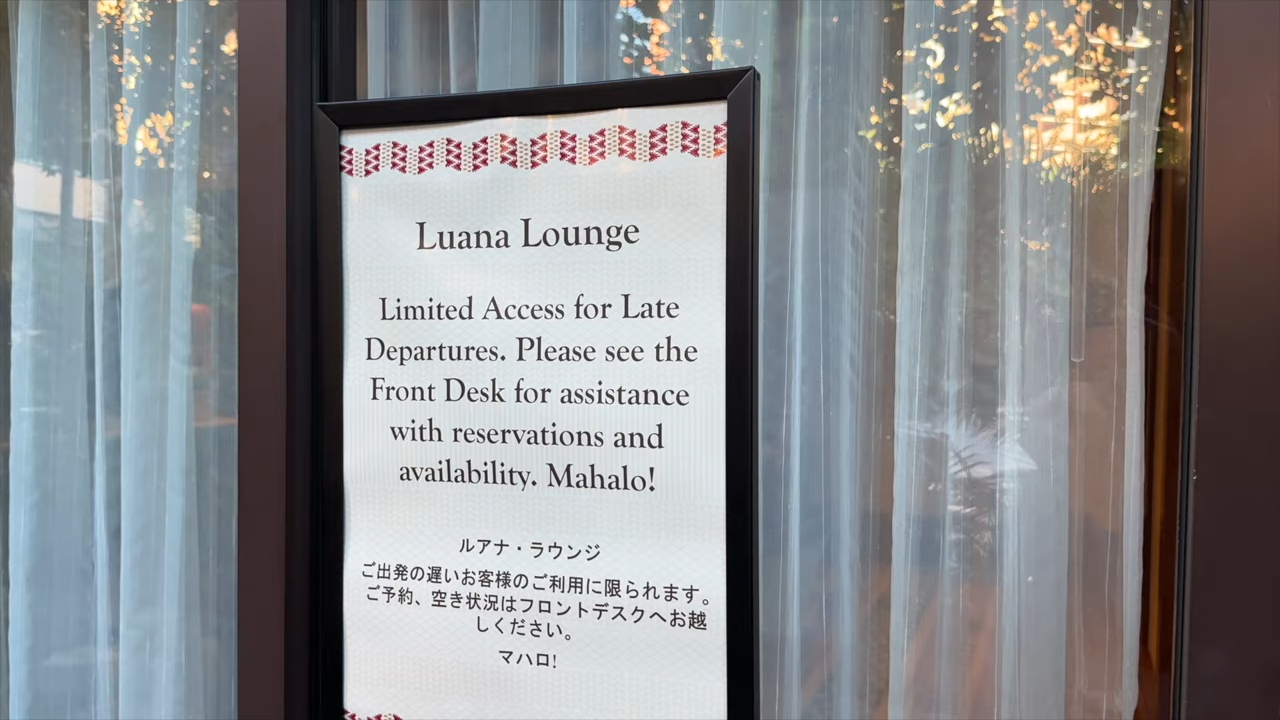 Luana Lounge
Limited Access for Late
Departures. Please see the
Front Desk for assistance
with reservations and
availability. Mahalo!
ルアナ・ラウンジ
ご出発の遅いお客様のご利用に限られます。
ご予約、空き状況はフロントデスクへお越
しください。
マハロ!